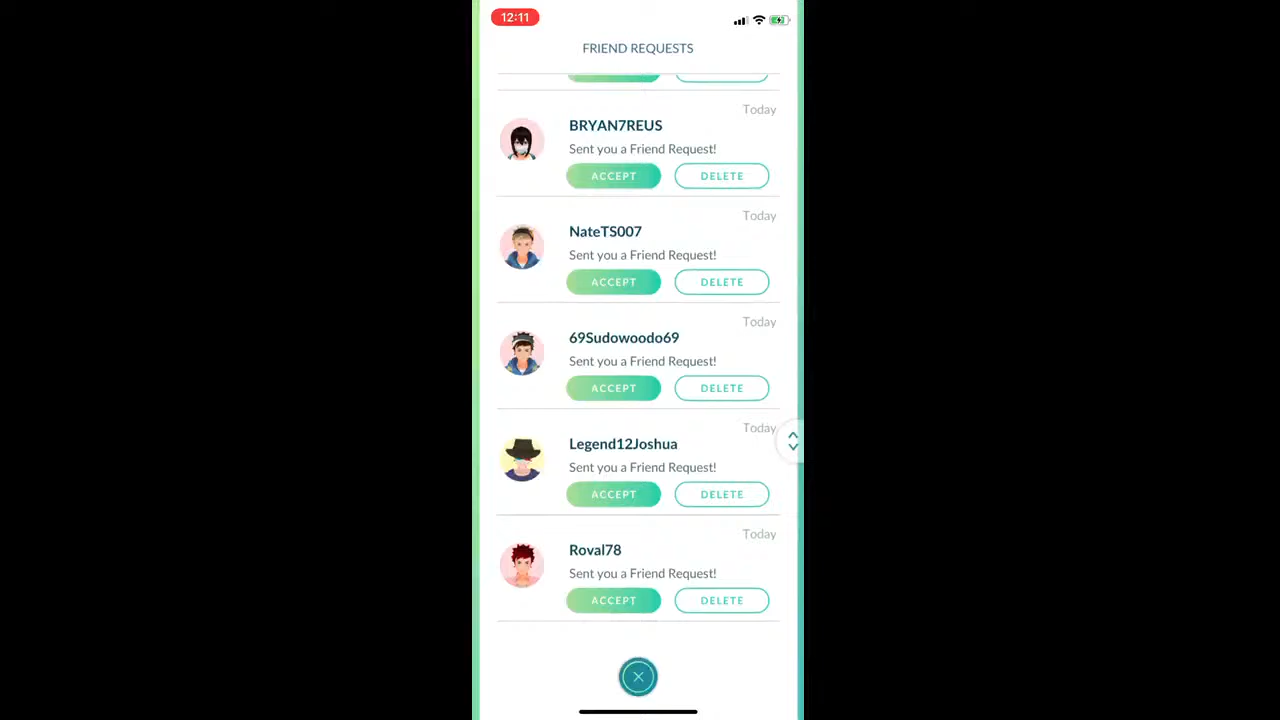 12:11
FRIEND REQUESTS
Today
BRYAN7REUS
Sent you a Friend Request!
ACCEPT DELETE
Today
NateTS007
Sent you a Friend Request!
ACCEPT DELETE
Today
69Sudowoodo69
Sent you a Friend Request!
ACCEPT DELETE
Today
Legend12Joshua
Sent you a Friend Request!
ACCEPT DELETE
Today
Roval78
Sent you a Friend Request!
ACCEPT DELETE